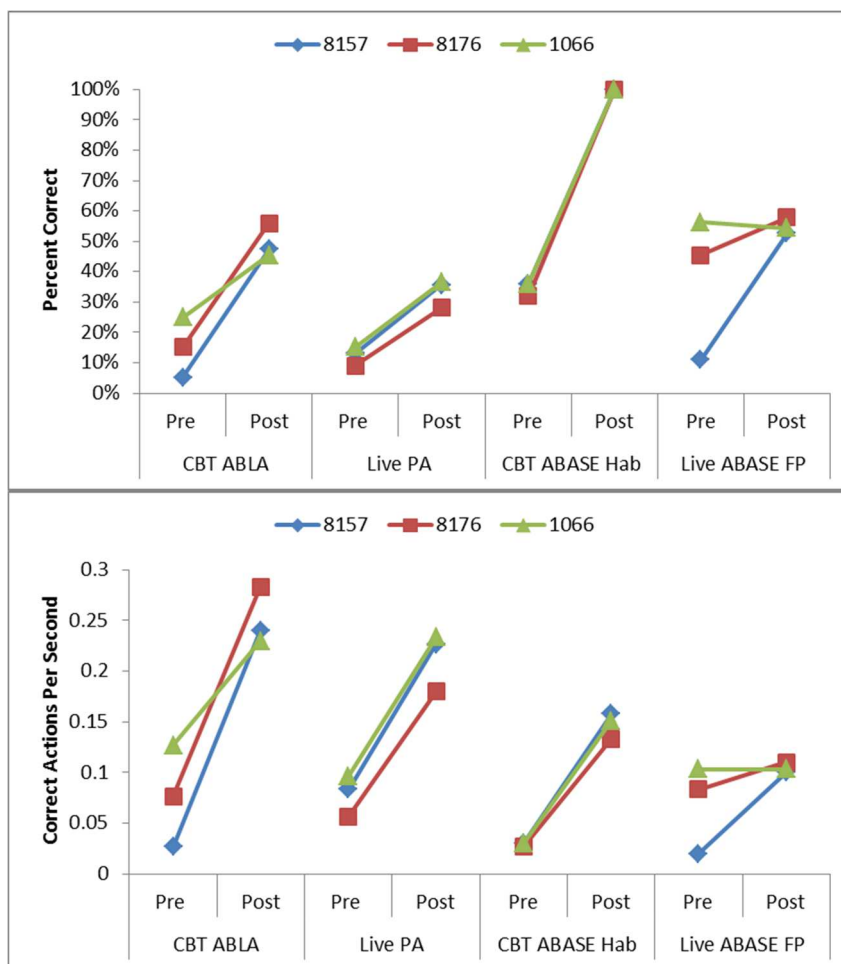 8157 8176 1066
Percent Correct
100%
90%
80%
70%
60%
50%
40%
30%
20%
10%
0%
Pre Post Pre Post Pre Post Pre Post
CBT ABLA Live PA CBT ABASE Hab Live ABASE FP
8157 8176 1066
Correct Actions Per Second
0.3
0.25
0.2
0.15
0.1
0.05
0
Pre Post Pre Post Pre Post Pre Post
CBT ABLA Live PA CBT ABASE Hab Live ABASE FP